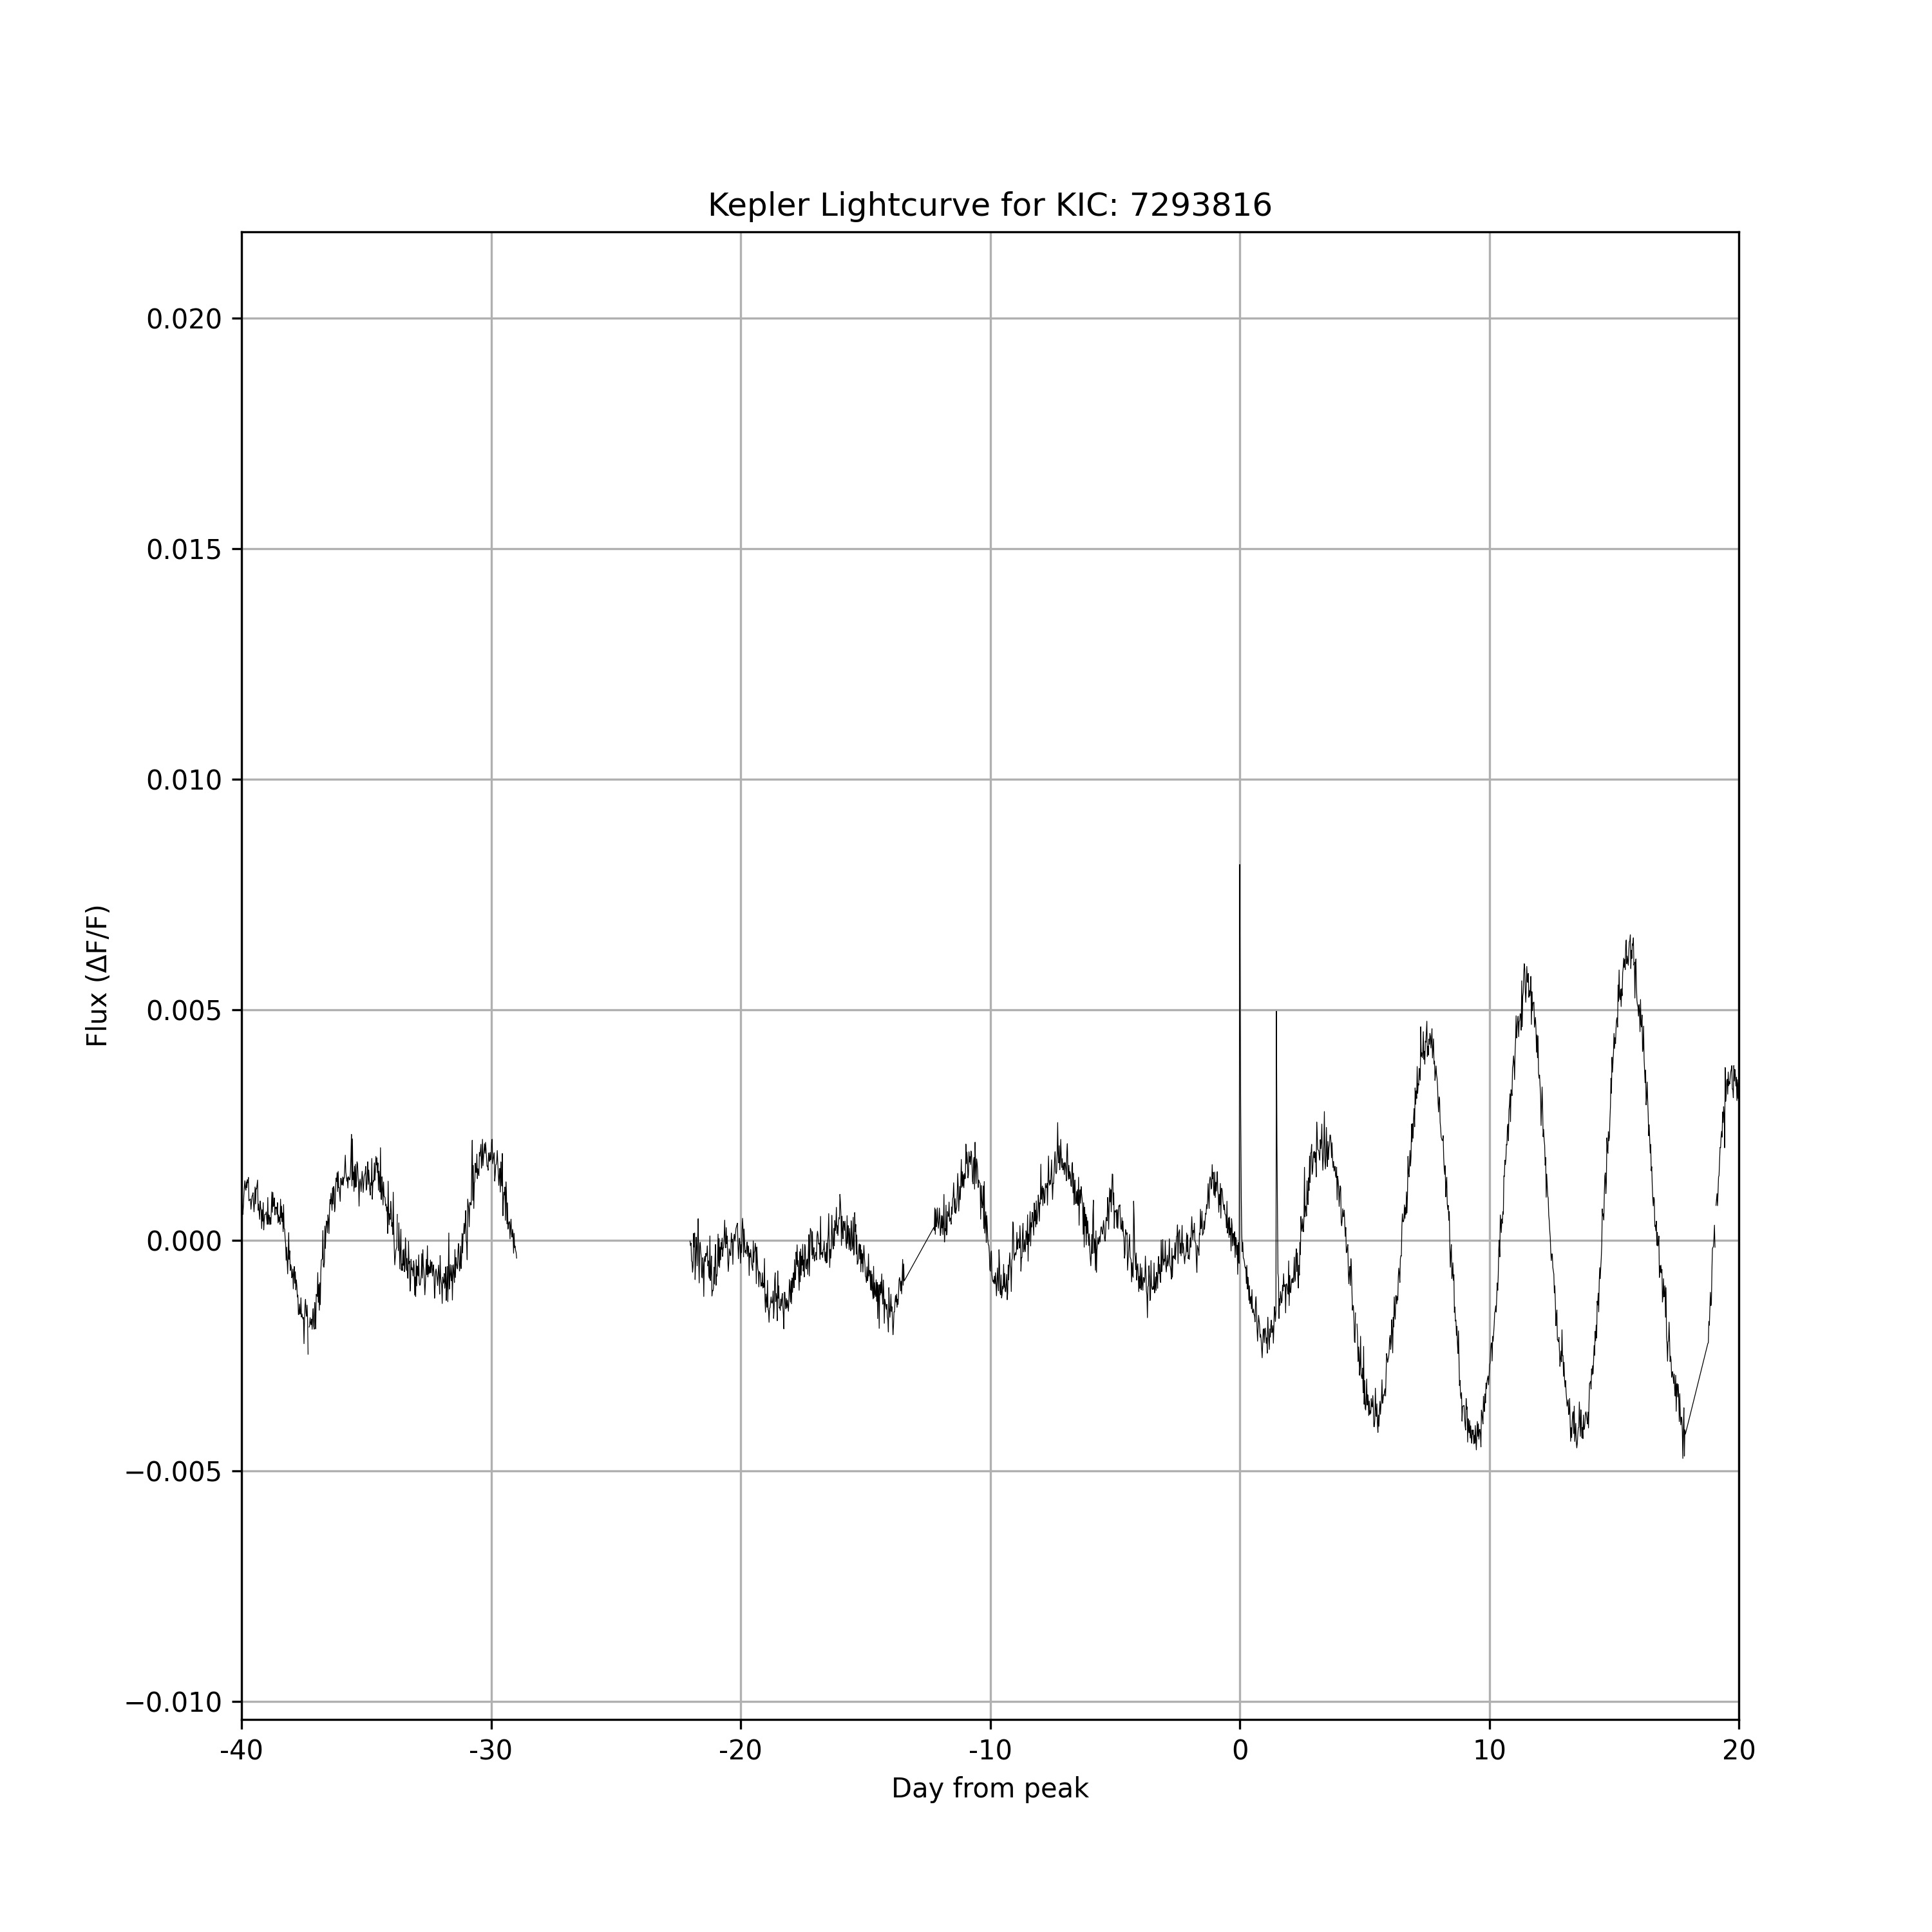 Kepler Lightcurve for KIC: 7293816
0.020
0.015
0.010
0.005
0.000
−0.005
−0.010
Flux (ΔF/F)
-40 -30 -20 -10 0 10 20
Day from peak